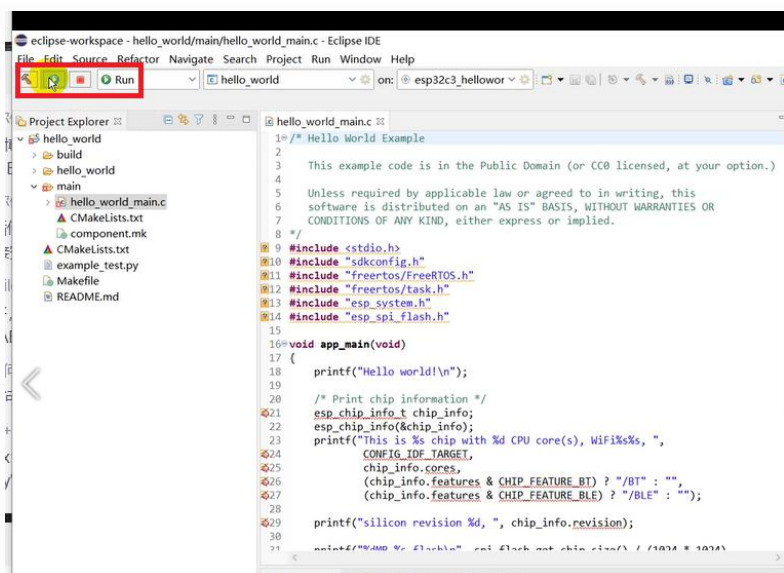 eclipse-workspace - hello_world/main/hello_world_main.c - Eclipse IDE
File Edit Source Refactor Navigate Search Project Run Window Help
Run hello_world on: esp32c3_hellowor
Project Explorer
hello_world
build
hello_world
main
hello_world_main.c
CMakeLists.txt
component.mk
CMakeLists.txt
example_test.py
Makefile
README.md
hello_world_main.c
1 /* Hello World Example
2
3 This example code is in the Public Domain (or CC0 licensed, at your option.)
4
5 Unless required by applicable law or agreed to in writing, this
6 software is distributed on an "AS IS" BASIS, WITHOUT WARRANTIES OR
7 CONDITIONS OF ANY KIND, either express or implied.
8 */
9 #include <stdio.h>
10 #include "sdkconfig.h"
11 #include "freertos/FreeRTOS.h"
12 #include "freertos/task.h"
13 #include "esp_system.h"
14 #include "esp_spi_flash.h"
15
16 void app_main(void)
17 {
18 printf("Hello world!\n");
19
20 /* Print chip information */
21 esp_chip_info_t chip_info;
22 esp_chip_info(&chip_info);
23 printf("This is %s chip with %d CPU core(s), WiFi%s%s, ",
24 CONFIG_IDF_TARGET,
25 chip_info.cores,
26 (chip_info.features & CHIP_FEATURE_BT) ? "/BT" : "",
27 (chip_info.features & CHIP_FEATURE_BLE) ? "/BLE" : "");
28
29 printf("silicon revision %d, ", chip_info.revision);
30
31 printf("%dMB %s flash\n", spi_flash_get_chip_size() / (1024 * 1024)